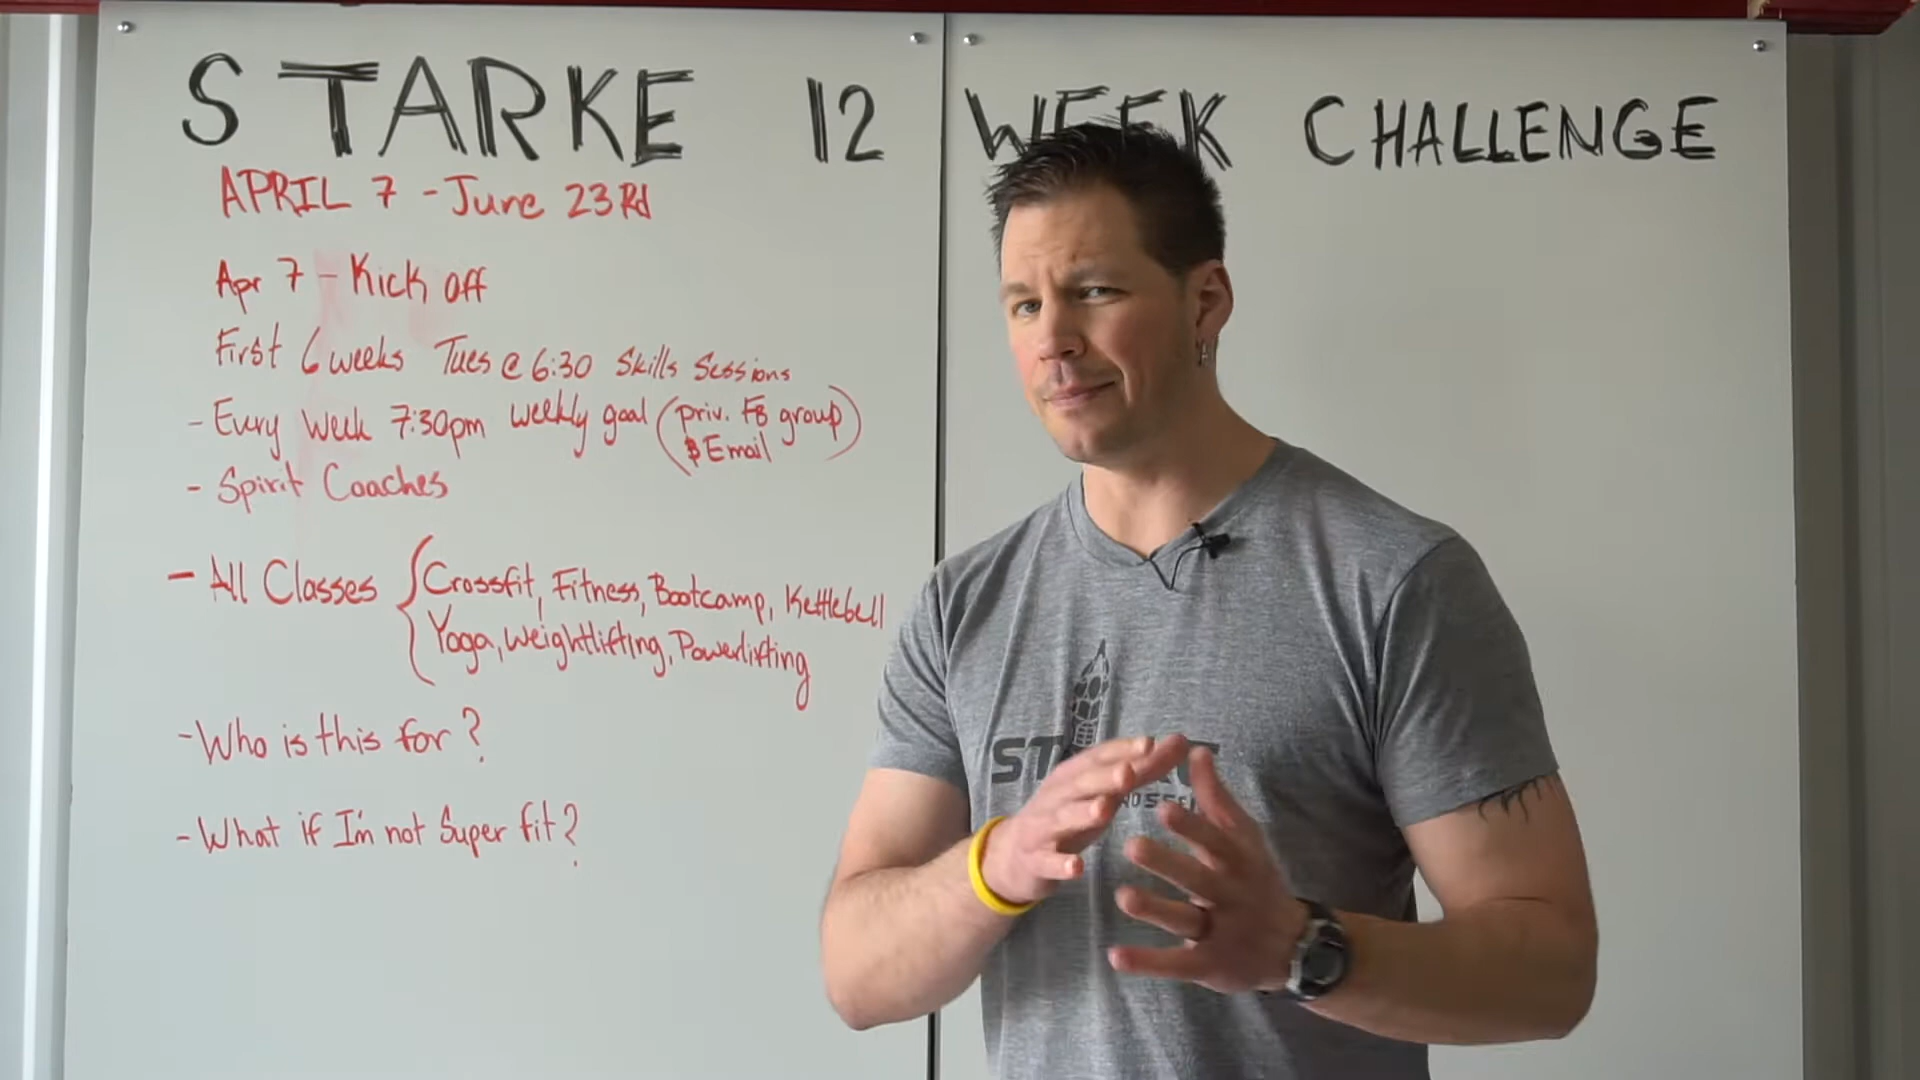 STARKE 12 WEEK CHALLENGE
APRIL 7 - June 23Rd
Apr 7 - Kick off
First 6 weeks Tues @ 6:30 Skills Sessions
- Every Week 7:30pm weekly goal (priv. FB group
& Email)
- Spirit Coaches
- All Classes { Crossfit, Fitness, Bootcamp, Kettlebell
Yoga, Weightlifting, Powerlifting
- Who is this for?
- What if I'm not Super fit?